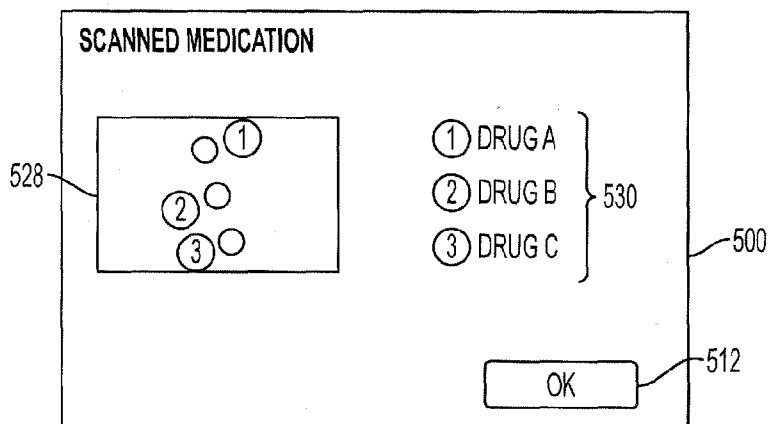 SCANNED MEDICATION
1
2
3
528
1 DRUG A
2 DRUG B
3 DRUG C
530
500
OK
512